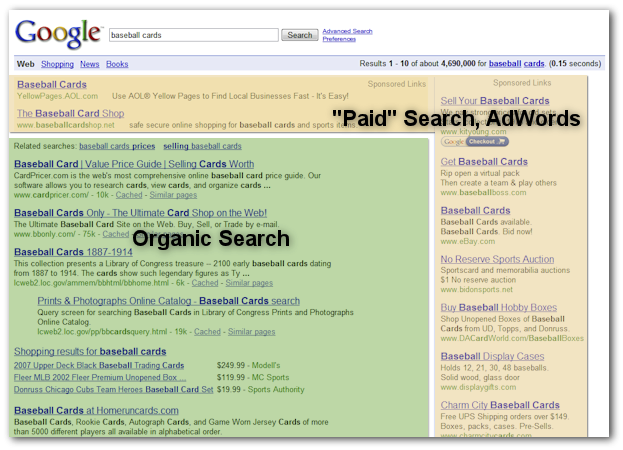 Google
baseball cards
Search
Advanced Search
Preferences
Web Shopping News Books
Results 1 - 10 of about 4,690,000 for baseball cards. (0.15 seconds)
Baseball Cards
Sponsored Links
YellowPages.AOL.com Use AOL® Yellow Pages to Find Local Businesses Fast - It's Easy!
The Baseball Card Shop
www.baseballcardshop.net safe secure online shopping for baseball cards and sports items
"Paid" Search, AdWords
Related searches: baseball cards prices selling baseball cards
Baseball Card | Value Price Guide | Selling Cards Worth
CardPricer.com is the web's most comprehensive online baseball card price guide. Our
software allows you to research cards, view cards, and organize cards ...
www.cardpricer.com/ - 10k - Cached - Similar pages
Baseball Cards Only - The Ultimate Card Shop on the Web!
The Ultimate Baseball Card Site on the Web. Buy, Sell, or Trade by e-mail.
www.bbonly.com/ - 75k - Cached - Similar pages
Organic Search
Baseball Cards 1887-1914
This collection presents a Library of Congress treasure -- 2100 early baseball cards dating
from 1887 to 1914. The cards show such legendary figures as Ty ...
lcweb2.loc.gov/ammem/bbhtml/bbhome.html - 6k - Cached - Similar pages
Prints & Photographs Online Catalog - Baseball Cards search
Query screen for searching Baseball Cards in Library of Congress Prints and Photographs
Online Catalog.
lcweb2.loc.gov/pp/bbcardsquery.html - 19k - Cached - Similar pages
Shopping results for baseball cards
2007 Upper Deck Black Baseball Trading Cards $249.99 - Modell's
Fleer MLB 2002 Fleer Premium Unopened Box ... $119.99 - MC Sports
Donruss Chicago Cubs Team Heroes Baseball Card Set $19.99 - Sports Authority
Baseball Cards at Homeruncards.com
Baseball Cards, Rookie Cards, Autograph Cards, and Game Worn Jersey Cards of more
than 5000 different players all available in alphabetical order.
Sponsored Links
Sell Your Baseball Cards
www.kityoung.com
Google Checkout
Get Baseball Cards
Rip open a virtual pack
Then create a team & play others
www.baseballboss.com
Baseball Cards
Baseball Cards available.
Baseball Cards. Bid now!
www.eBay.com
No Reserve Sports Auction
Sportscard and memorabilia auctions
$1 No reserve auction
www.bidonsports.net
Buy Baseball Hobby Boxes
Shop Unopened Boxes of Baseball
Cards from UD, Topps, and Donruss.
www.DACardWorld.com/BaseballBoxes
Baseball Display Cases
Holds 12, 21, 30, 48 baseballs.
Solid wood, glass door
www.displaygifts.com
Charm City Baseball Cards
Free UPS Shipping orders over $149.
Boxes, packs, cases. Pre-Sells.
www.charmcitycards.com